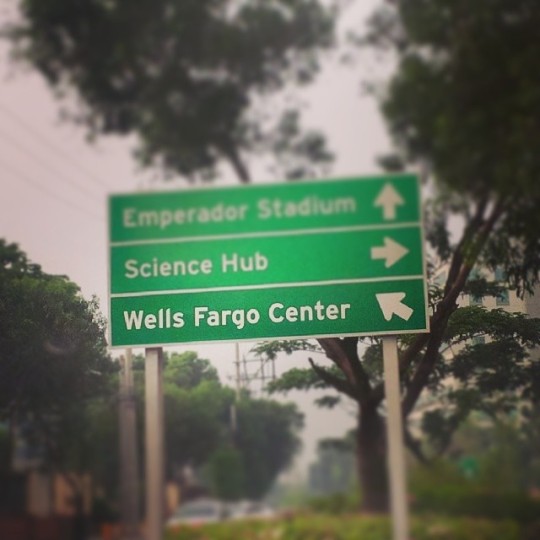 Emperador Stadium
Science Hub
Wells Fargo Center